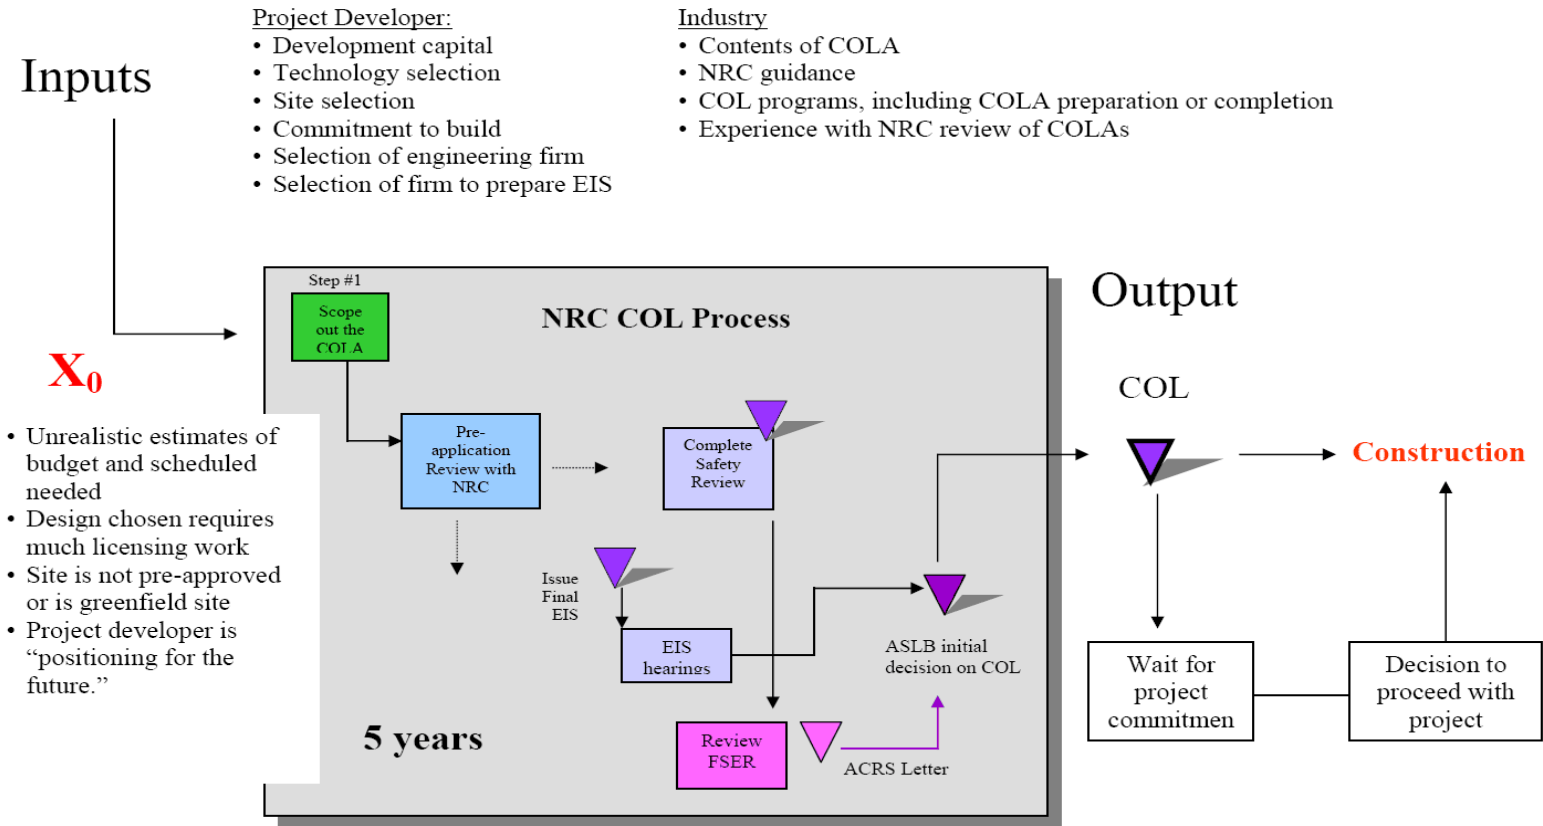 Inputs
Project Developer:
• Development capital
• Technology selection
• Site selection
• Commitment to build
• Selection of engineering firm
• Selection of firm to prepare EIS
Industry
• Contents of COLA
• NRC guidance
• COL programs, including COLA preparation or completion
• Experience with NRC review of COLAs
X0
• Unrealistic estimates of
budget and scheduled
needed
• Design chosen requires
much licensing work
• Site is not pre-approved
or is greenfield site
• Project developer is
“positioning for the
future.”
Step #1
Scope
out the
COLA
NRC COL Process
Pre-
application
Review with
NRC
Complete
Safety
Review
Issue
Final
EIS
EIS
hearings
ASLB initial
decision on COL
5 years
Review
FSER
ACRS Letter
Output
COL
Construction
Wait for
project
commitmen
Decision to
proceed with
project